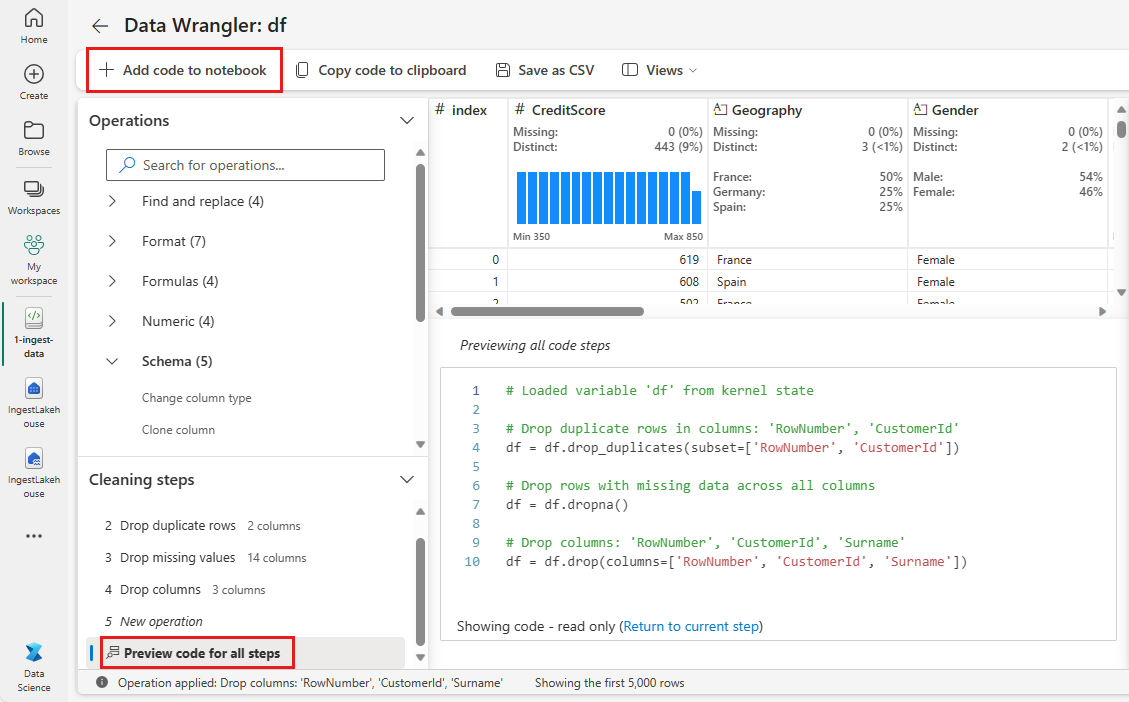 Home
Create
Browse
Workspaces
My
workspace
1-ingest-
data
IngestLakeh
ouse
IngestLakeh
ouse
Data
Science
Data Wrangler: df
Add code to notebook
Copy code to clipboard
Save as CSV
Views
Operations
Search for operations...
Find and replace (4)
Format (7)
Formulas (4)
Numeric (4)
Schema (5)
Change column type
Clone column
Cleaning steps
2 Drop duplicate rows 2 columns
3 Drop missing values 14 columns
4 Drop columns 3 columns
5 New operation
Preview code for all steps
# index
# CreditScore
Missing: 0 (0%)
Distinct: 443 (9%)
Min 350 Max 850
Geography
Missing: 0 (0%)
Distinct: 3 (<1%)
France: 50%
Germany: 25%
Spain: 25%
Gender
Missing: 0 (0%)
Distinct: 2 (<1%)
Male: 54%
Female: 46%
0 619 France Female
1 608 Spain Female
2 502 France Female
Previewing all code steps
1 # Loaded variable 'df' from kernel state
2
3 # Drop duplicate rows in columns: 'RowNumber', 'CustomerId'
4 df = df.drop_duplicates(subset=['RowNumber', 'CustomerId'])
5
6 # Drop rows with missing data across all columns
7 df = df.dropna()
8
9 # Drop columns: 'RowNumber', 'CustomerId', 'Surname'
10 df = df.drop(columns=['RowNumber', 'CustomerId', 'Surname'])
Showing code - read only (Return to current step)
Operation applied: Drop columns: 'RowNumber', 'CustomerId', 'Surname'
Showing the first 5,000 rows